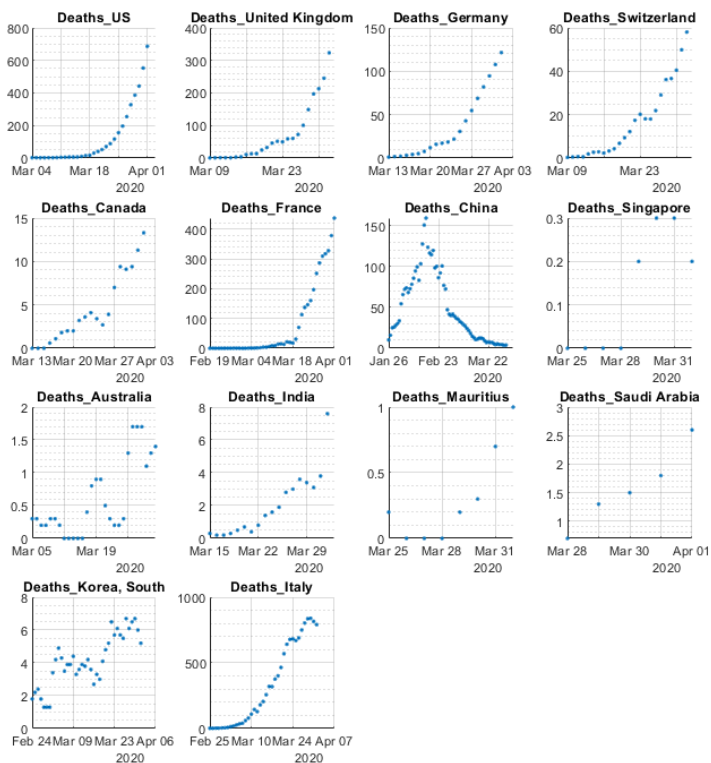 Deaths_US
800
600
400
200
0
Mar 04 Mar 18 Apr 01
2020
Deaths_United Kingdom
400
300
200
100
0
Mar 09 Mar 23
2020
Deaths_Germany
150
100
50
0
Mar 13 Mar 20 Mar 27 Apr 03
2020
Deaths_Switzerland
60
40
20
0
Mar 09 Mar 23
2020
Deaths_Canada
15
10
5
0
Mar 13 Mar 20 Mar 27 Apr 03
2020
Deaths_France
400
300
200
100
0
Feb 19 Mar 04 Mar 18 Apr 01
2020
Deaths_China
150
100
50
0
Jan 26 Feb 23 Mar 22
2020
Deaths_Singapore
0.3
0.2
0.1
0
Mar 25 Mar 28 Mar 31
2020
Deaths_Australia
2
1.5
1
0.5
0
Mar 05 Mar 19
2020
Deaths_India
8
6
4
2
0
Mar 15 Mar 22 Mar 29
2020
Deaths_Mauritius
1
0.5
0
Mar 25 Mar 28 Mar 31
2020
Deaths_Saudi Arabia
3
2.5
2
1.5
1
Mar 28 Mar 30 Apr 01
2020
Deaths_Korea, South
8
6
4
2
0
Feb 24 Mar 09 Mar 23 Apr 06
2020
Deaths_Italy
1000
500
0
Feb 25 Mar 10 Mar 24 Apr 07
2020